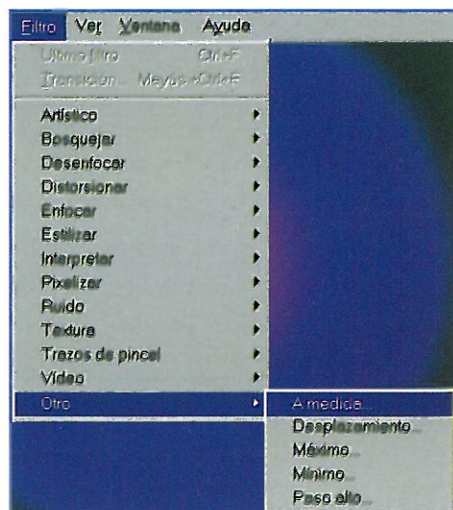 Filtro Ver Ventana Ayuda
Último filtro Ctrl+F
Transición... Mayús+Ctrl+F
Artístico
Bosquejar
Desenfocar
Distorsionar
Enfocar
Estilizar
Interpretar
Pixelizar
Ruido
Textura
Trazos de pincel
Vídeo
Otro
A medida...
Desplazamiento...
Máximo...
Mínimo...
Paso alto...